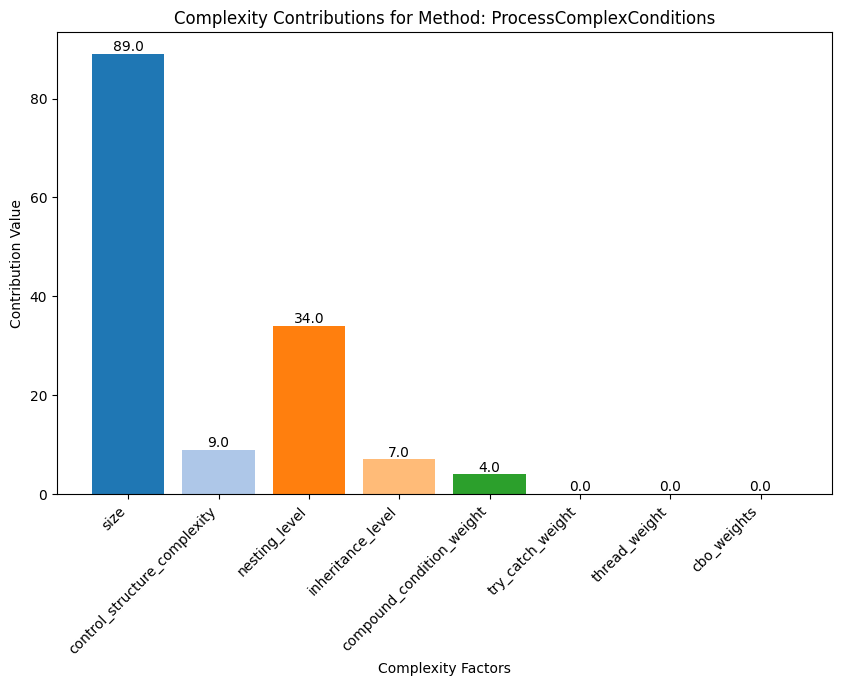 Complexity Contributions for Method: ProcessComplexConditions
Contribution Value
80
60
40
20
0
89.0
9.0
34.0
7.0
4.0
0.0
0.0
0.0
size
control_structure_complexity
nesting_level
inheritance_level
compound_condition_weight
try_catch_weight
thread_weight
cbo_weights
Complexity Factors